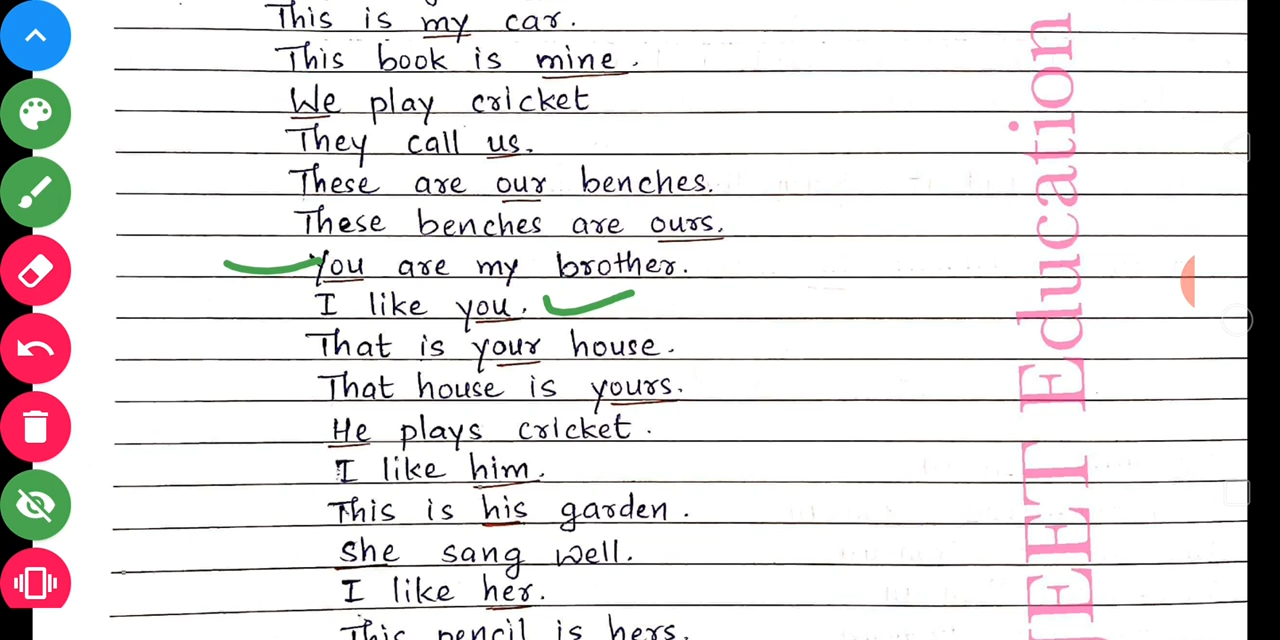 This is my car.
This book is mine.
We play cricket
They call us.
These are our benches.
These benches are ours.
You are my brother.
I like you.
That is your house.
That house is yours.
He plays cricket.
I like him.
This is his garden.
She sang well.
I like her.
This pencil is hers.
EET Education